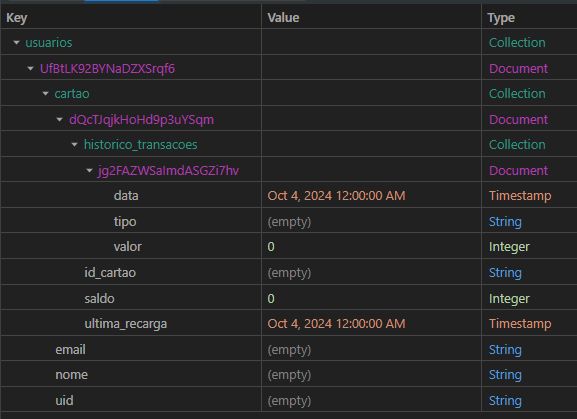 Key Value Type
usuarios Collection
UfBtLK92BYNaDZXSrqf6 Document
cartao Collection
dQcTJqjkHoHd9p3uYSqm Document
historico_transacoes Collection
jg2FAZWSaImdASGZi7hv Document
data Oct 4, 2024 12:00:00 AM Timestamp
tipo (empty) String
valor 0 Integer
id_cartao (empty) String
saldo 0 Integer
ultima_recarga Oct 4, 2024 12:00:00 AM Timestamp
email (empty) String
nome (empty) String
uid (empty) String